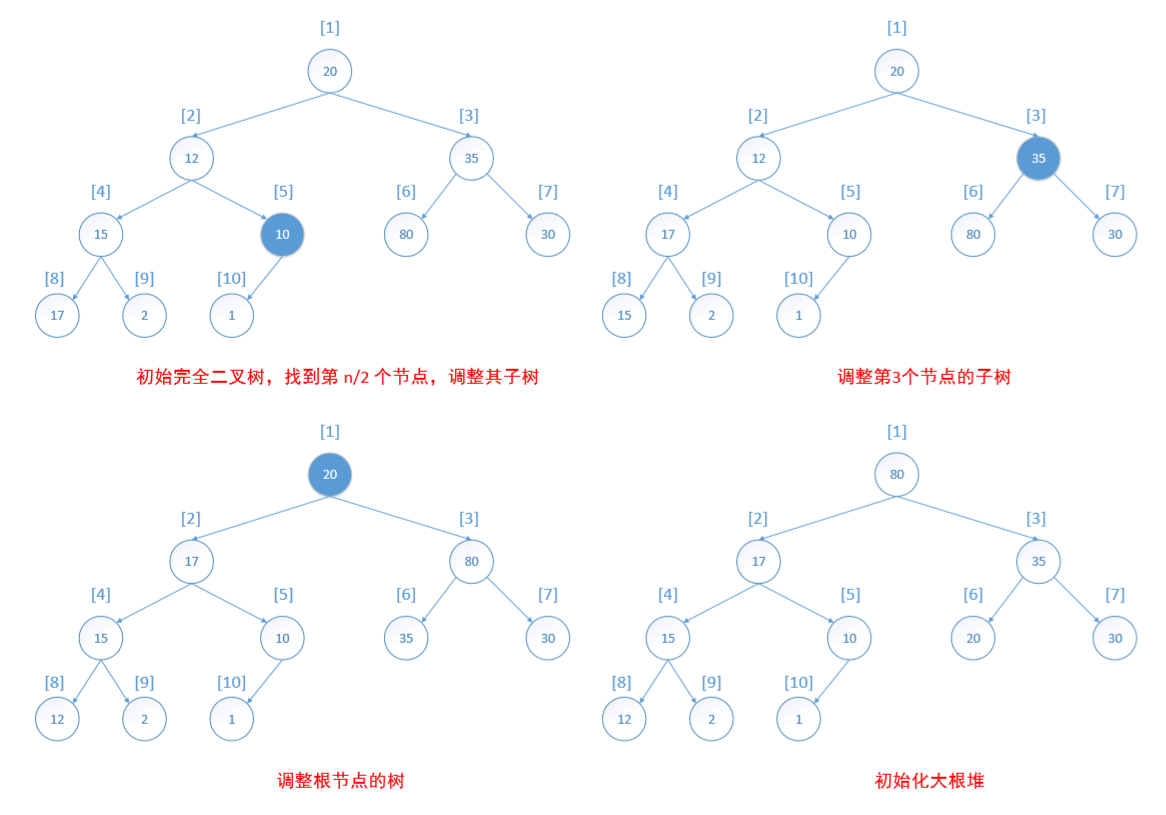 [1] [1]
20 20
[2] [3] [2] [3]
12 35 12 35
[4] [5] [6] [7] [4] [5] [6] [7]
15 10 80 30 17 10 80 30
[8] [9] [10] [8] [9] [10]
17 2 1 15 2 1
初始完全二叉树，找到第 n/2 个节点，调整其子树 调整第3个节点的子树
[1] [1]
20 80
[2] [3] [2] [3]
17 80 17 35
[4] [5] [6] [7] [4] [5] [6] [7]
15 10 35 30 15 10 20 30
[8] [9] [10] [8] [9] [10]
12 2 1 12 2 1
调整根节点的树 初始化大根堆